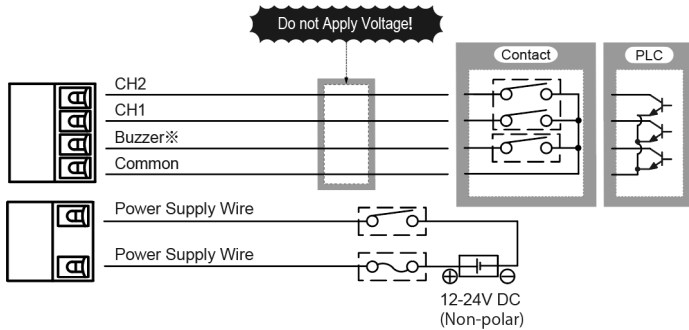 Do not Apply Voltage!
Contact
PLC
CH2
CH1
Buzzer※
Common
Power Supply Wire
Power Supply Wire
12-24V DC
(Non-polar)